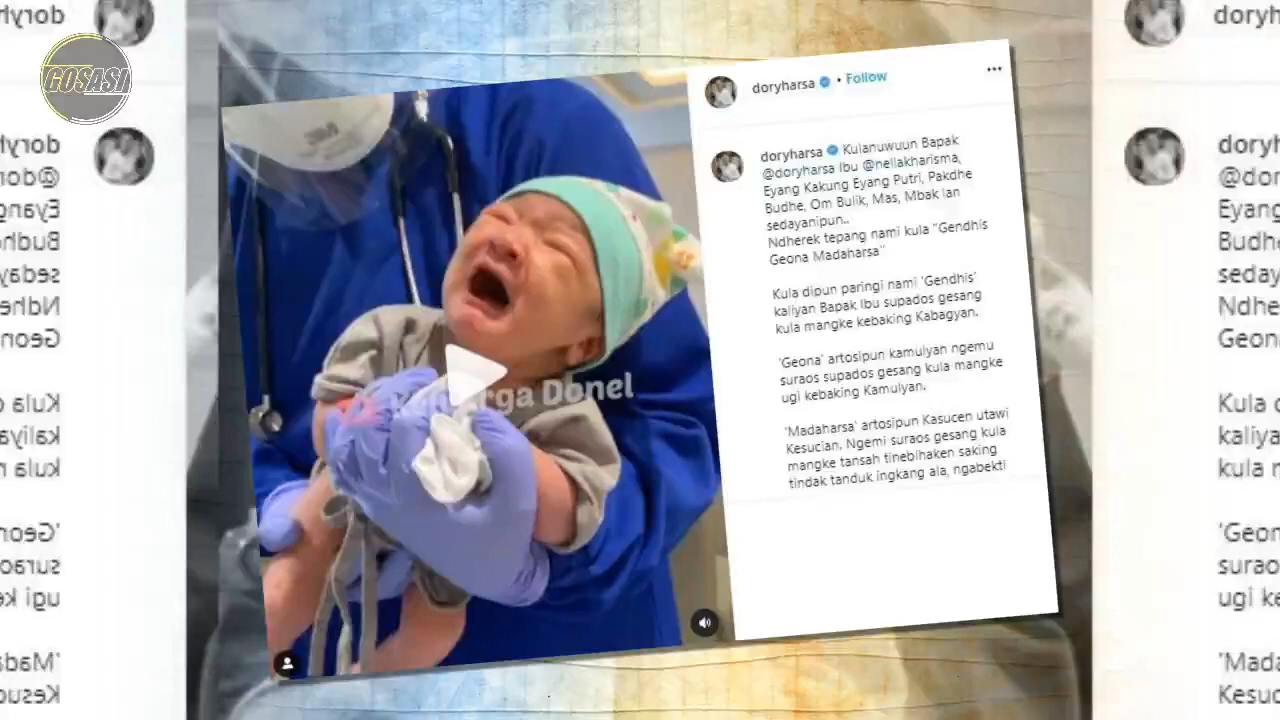 GOSASI
doryharsa • Follow
doryharsa Kulanuwuun Bapak
@doryharsa Ibu @nellakharisma,
Eyang Kakung Eyang Putri, Pakdhe
Budhe, Om Bulik, Mas, Mbak lan
sedayanipun..
Ndherek tepang nami kula "Gendhis
Geona Madaharsa"
Kula dipun paringi nami 'Gendhis'
kaliyan Bapak Ibu supados gesang
kula mangke kebaking Kabagyan.
'Geona' artosipun kamulyan ngemu
suraos supados gesang kula mangke
ugi kebaking Kamulyan.
'Madaharsa' artosipun Kasucen utawi
Kesucian, Ngemi suraos gesang kula
mangke tansah tinebihaken saking
tindak tanduk ingkang ala, ngabekti
Donel